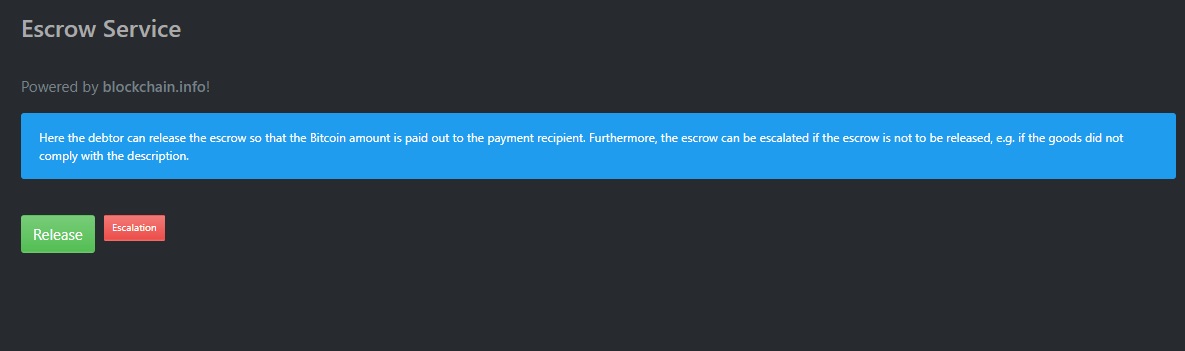 Escrow Service
Powered by blockchain.info!
Here the debtor can release the escrow so that the Bitcoin amount is paid out to the payment recipient. Furthermore, the escrow can be escalated if the escrow is not to be released, e.g. if the goods did not
comply with the description.
Release Escalation